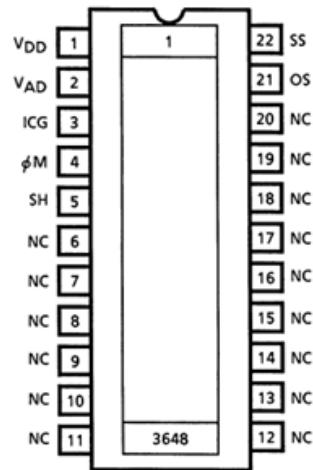 VDD 1 1 22 SS
VAD 2 21 OS
ICG 3 20 NC
ϕM 4 19 NC
SH 5 18 NC
NC 6 17 NC
NC 7 16 NC
NC 8 15 NC
NC 9 14 NC
NC 10 13 NC
NC 11 3648 12 NC